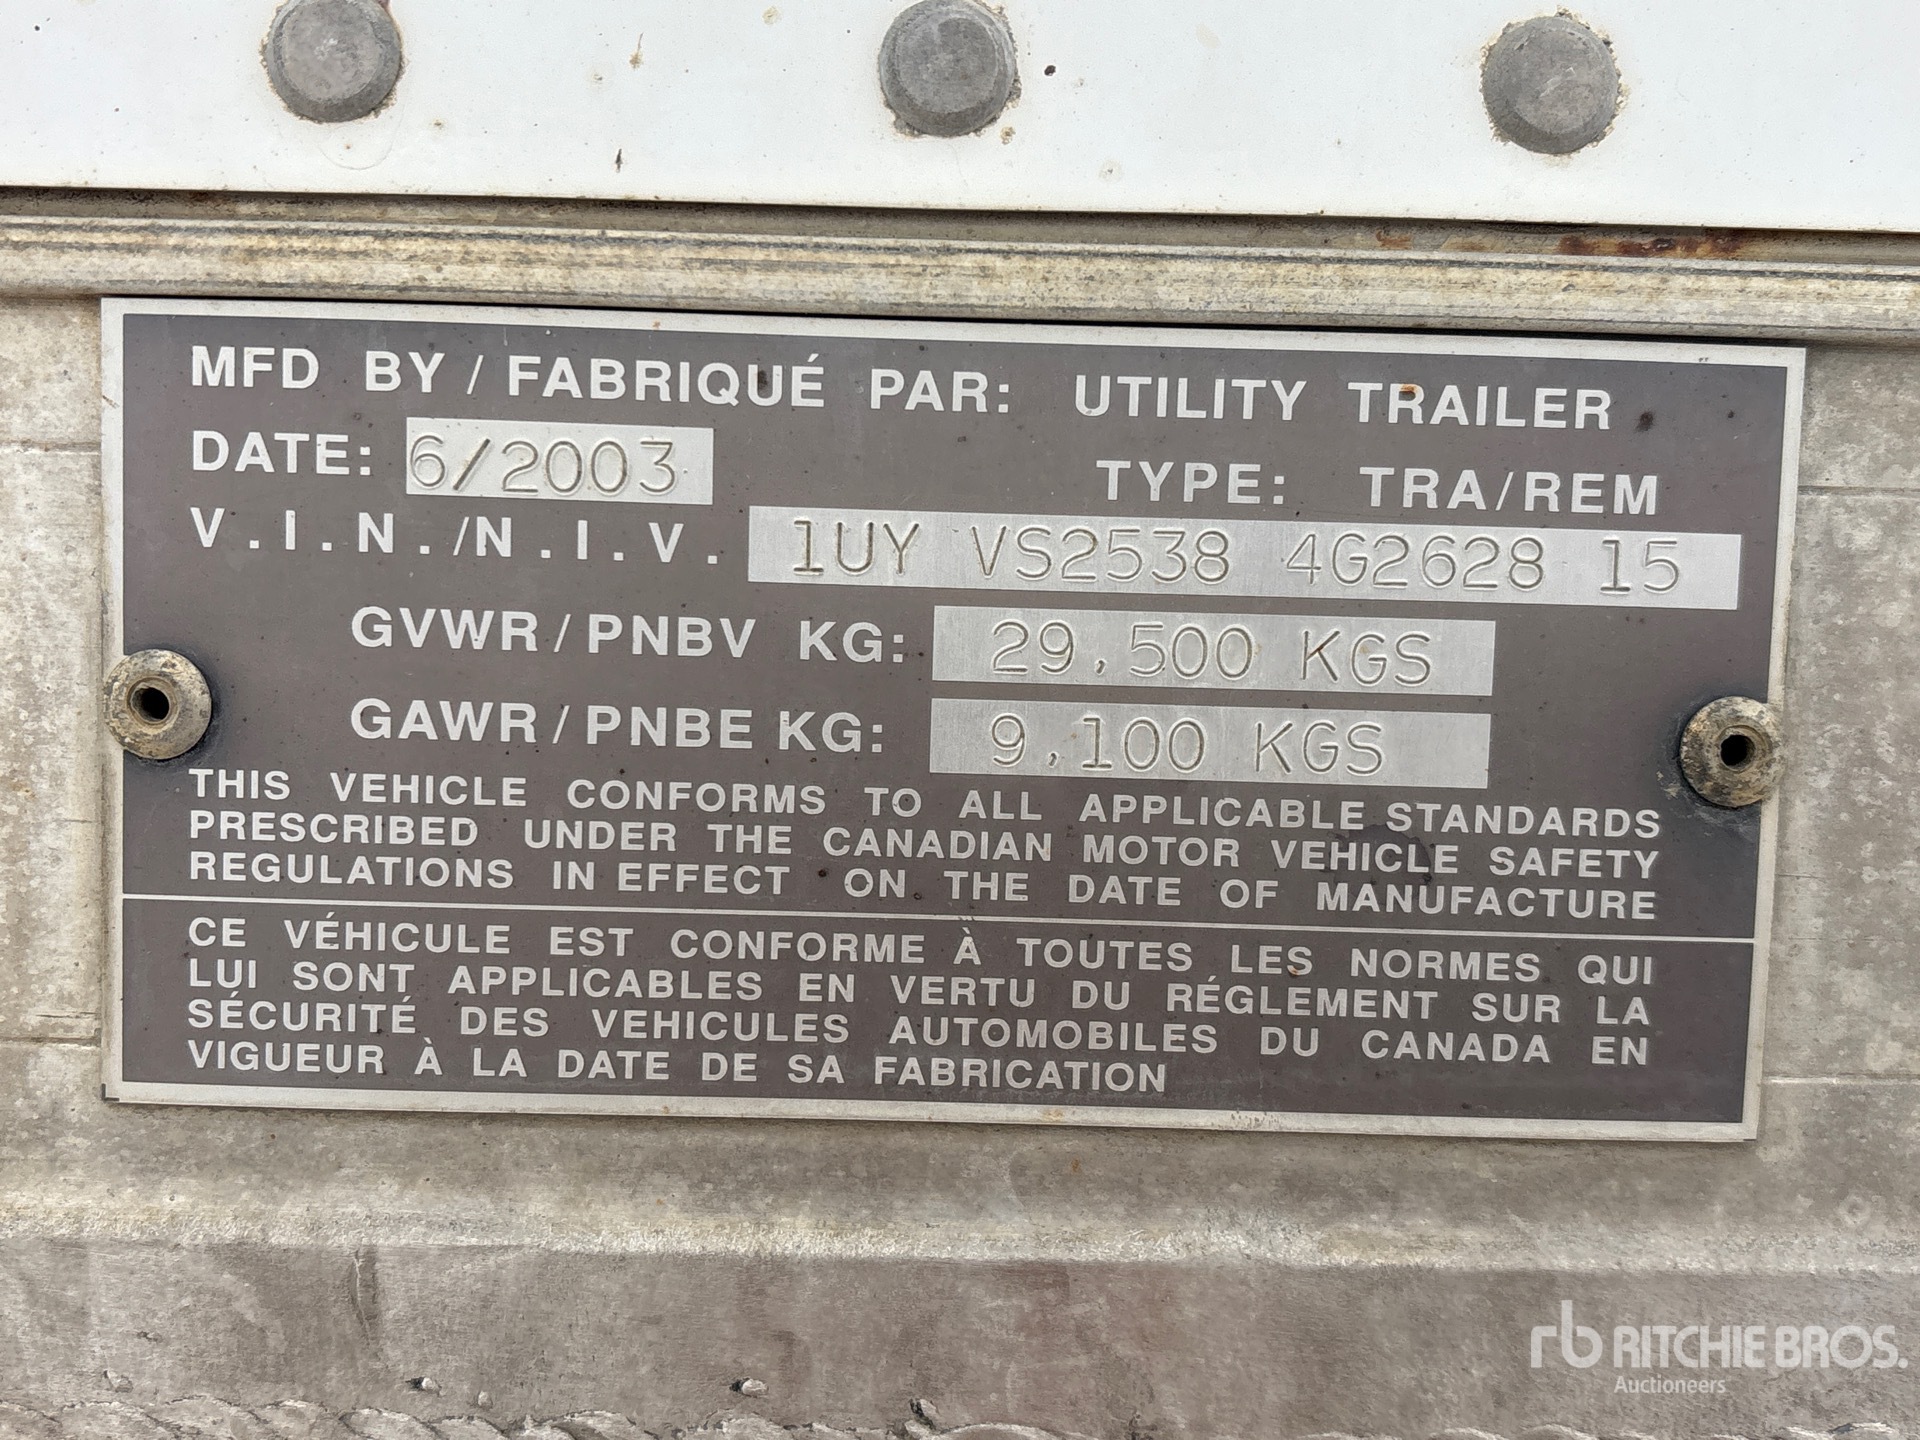 MFD BY / FABRIQUÉ PAR: UTILITY TRAILER
DATE: 6/2003
TYPE: TRA/REM
V.I.N./N.I.V. 1UY VS2538 4G2628 15
GVWR/PNBV KG: 29,500 KGS
GAWR/PNBE KG: 9,100 KGS
THIS VEHICLE CONFORMS TO ALL APPLICABLE STANDARDS
PRESCRIBED UNDER THE CANADIAN MOTOR VEHICLE SAFETY
REGULATIONS IN EFFECT ON THE DATE OF MANUFACTURE
CE VÉHICULE EST CONFORME À TOUTES LES NORMES QUI
LUI SONT APPLICABLES EN VERTU DU RÉGLEMENT SUR LA
SÉCURITÉ DES VEHICULES AUTOMOBILES DU CANADA EN
VIGUEUR À LA DATE DE SA FABRICATION
rb RITCHIE BROS.
Auctioneers